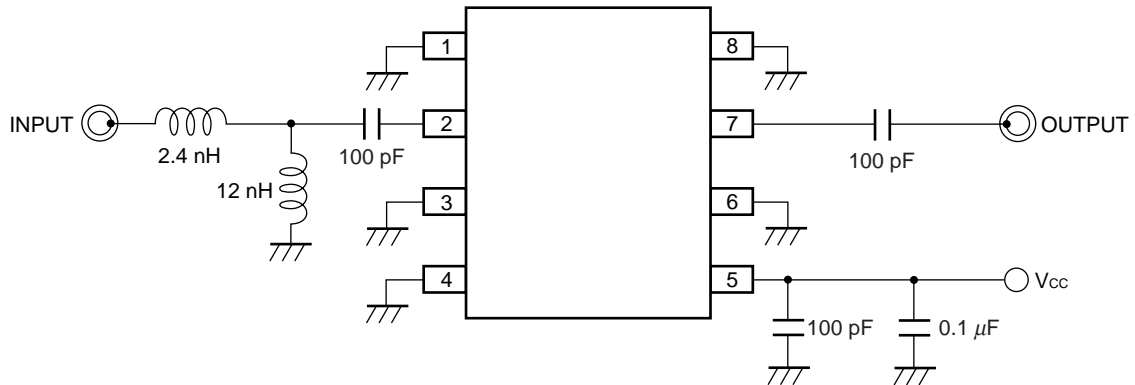 1
8
INPUT
2.4 nH
100 pF
2
7
100 pF
OUTPUT
12 nH
3
6
4
5
VCC
100 pF
0.1 μF